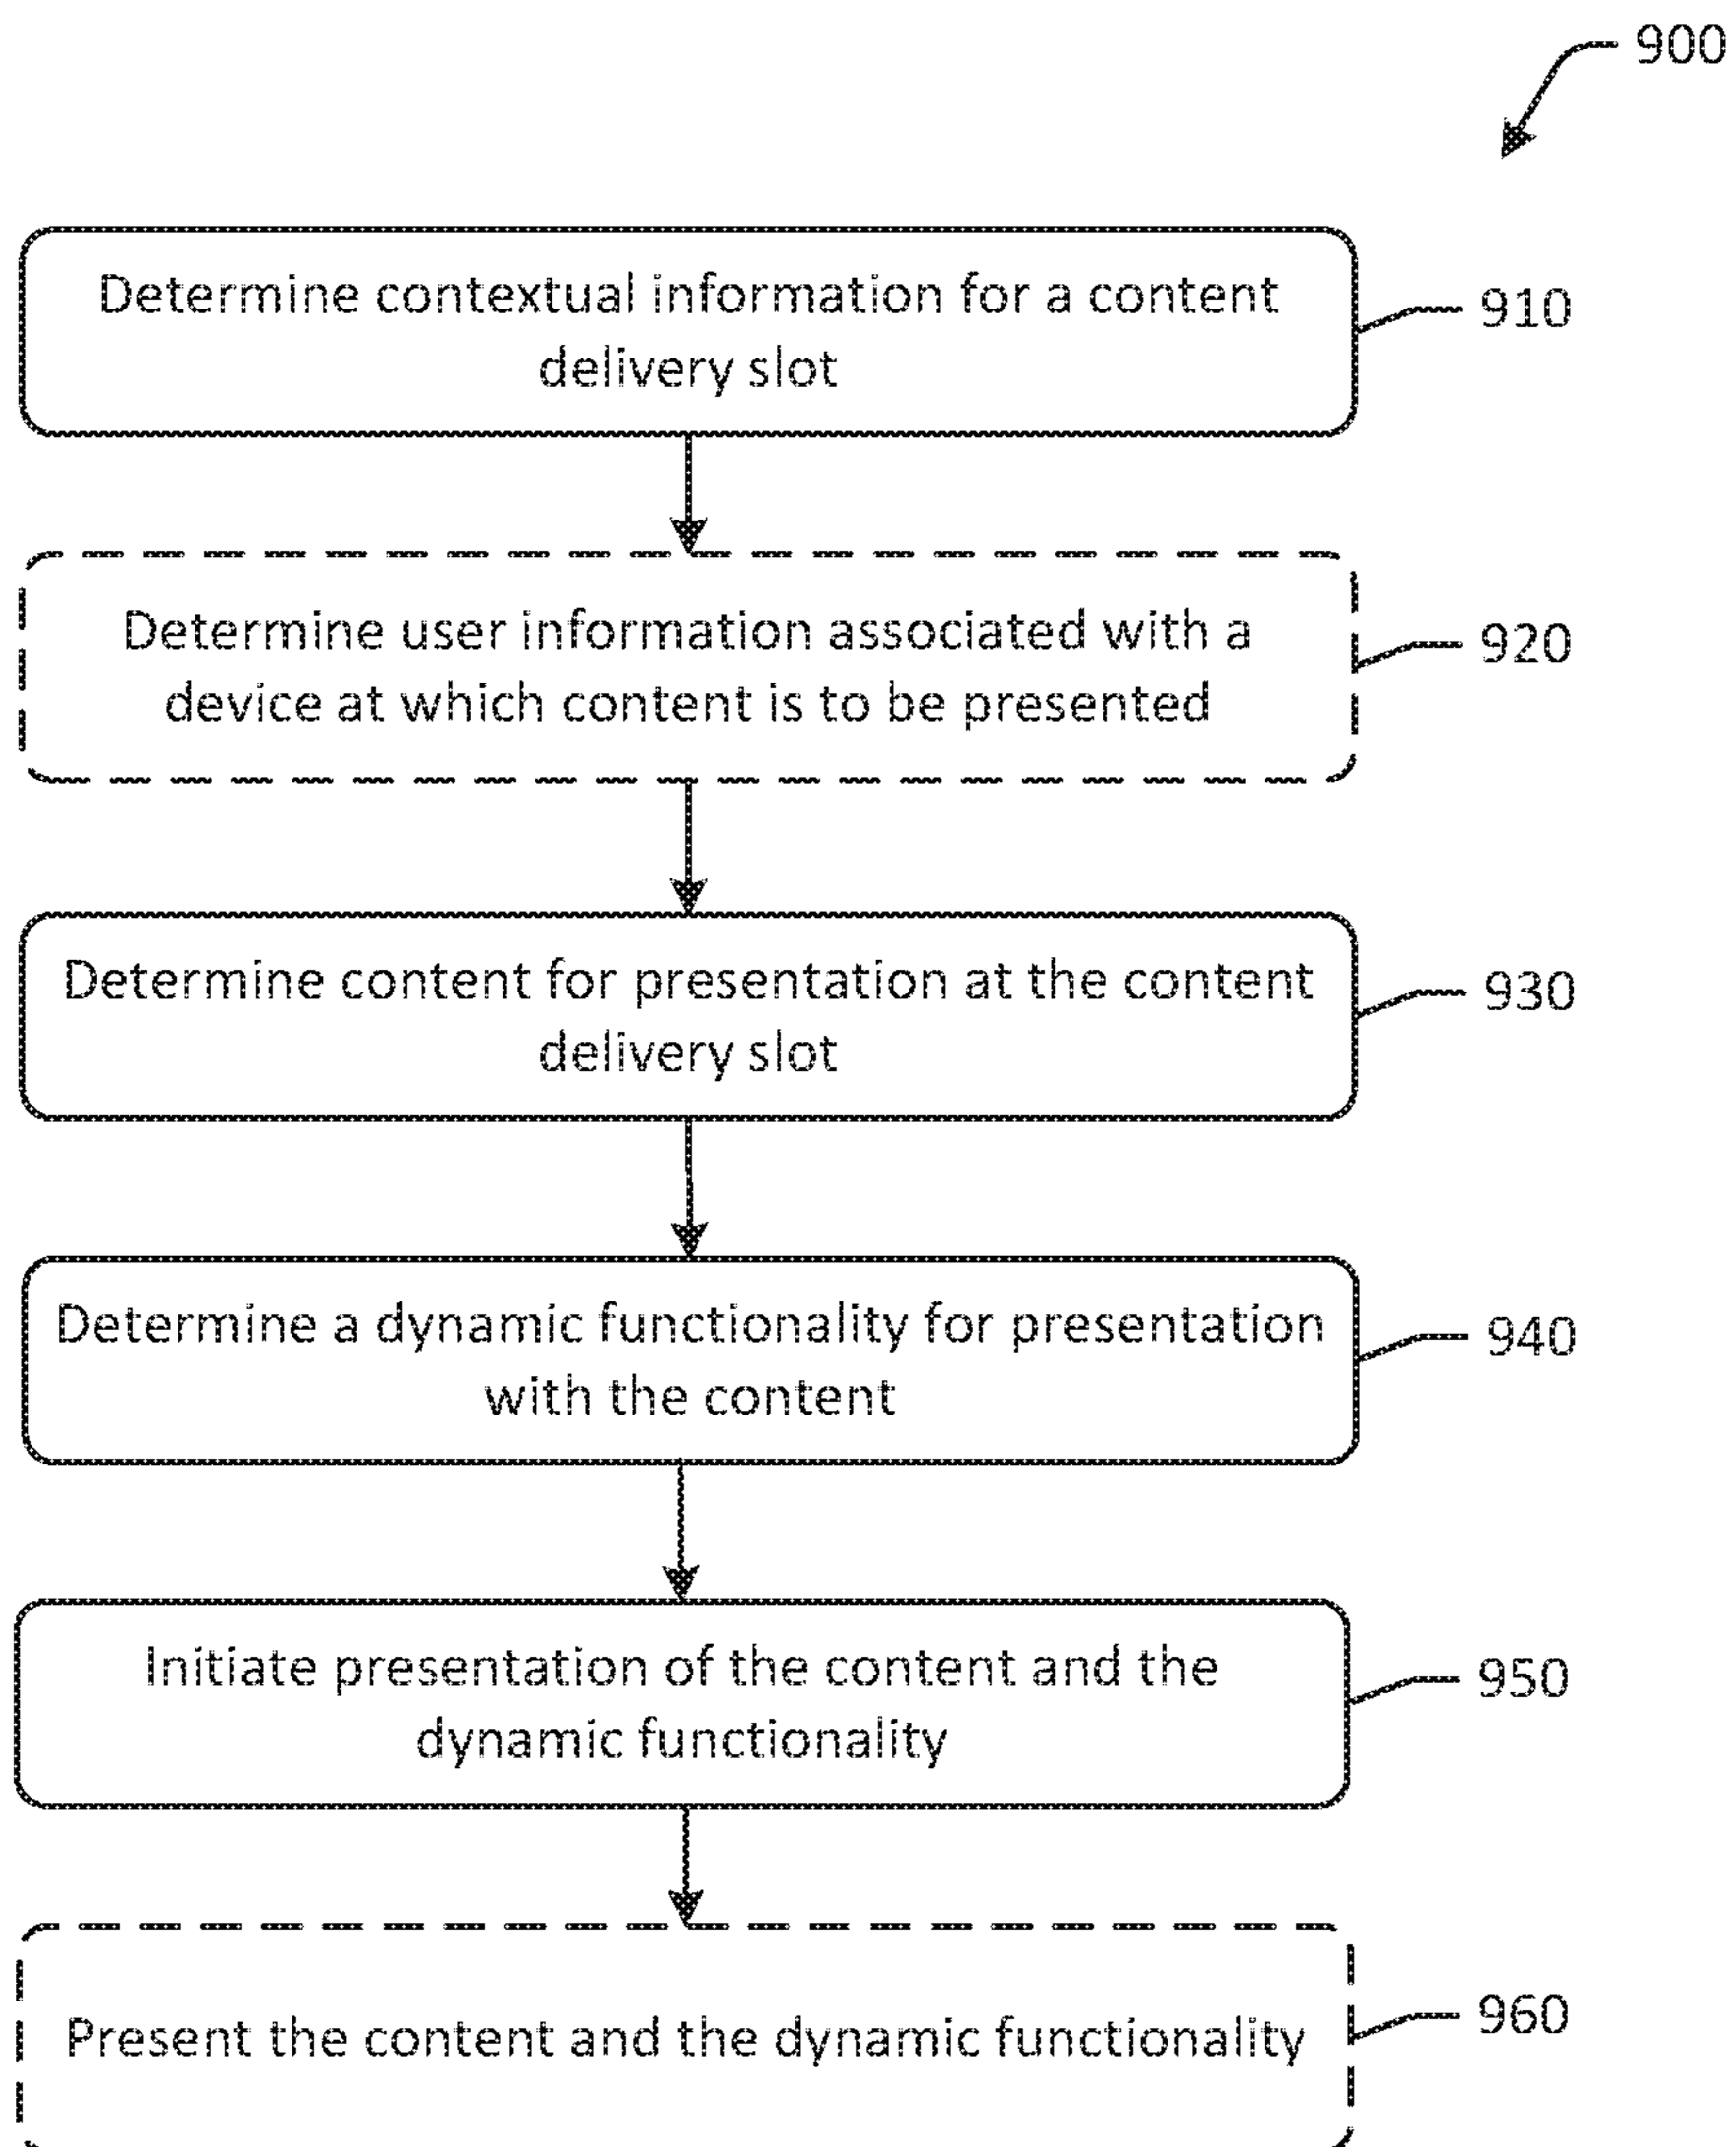 900
Determine contextual information for a content
delivery slot
910
Determine user information associated with a
device at which content is to be presented
920
Determine content for presentation at the content
delivery slot
930
Determine a dynamic functionality for presentation
with the content
940
Initiate presentation of the content and the
dynamic functionality
950
Present the content and the dynamic functionality
960